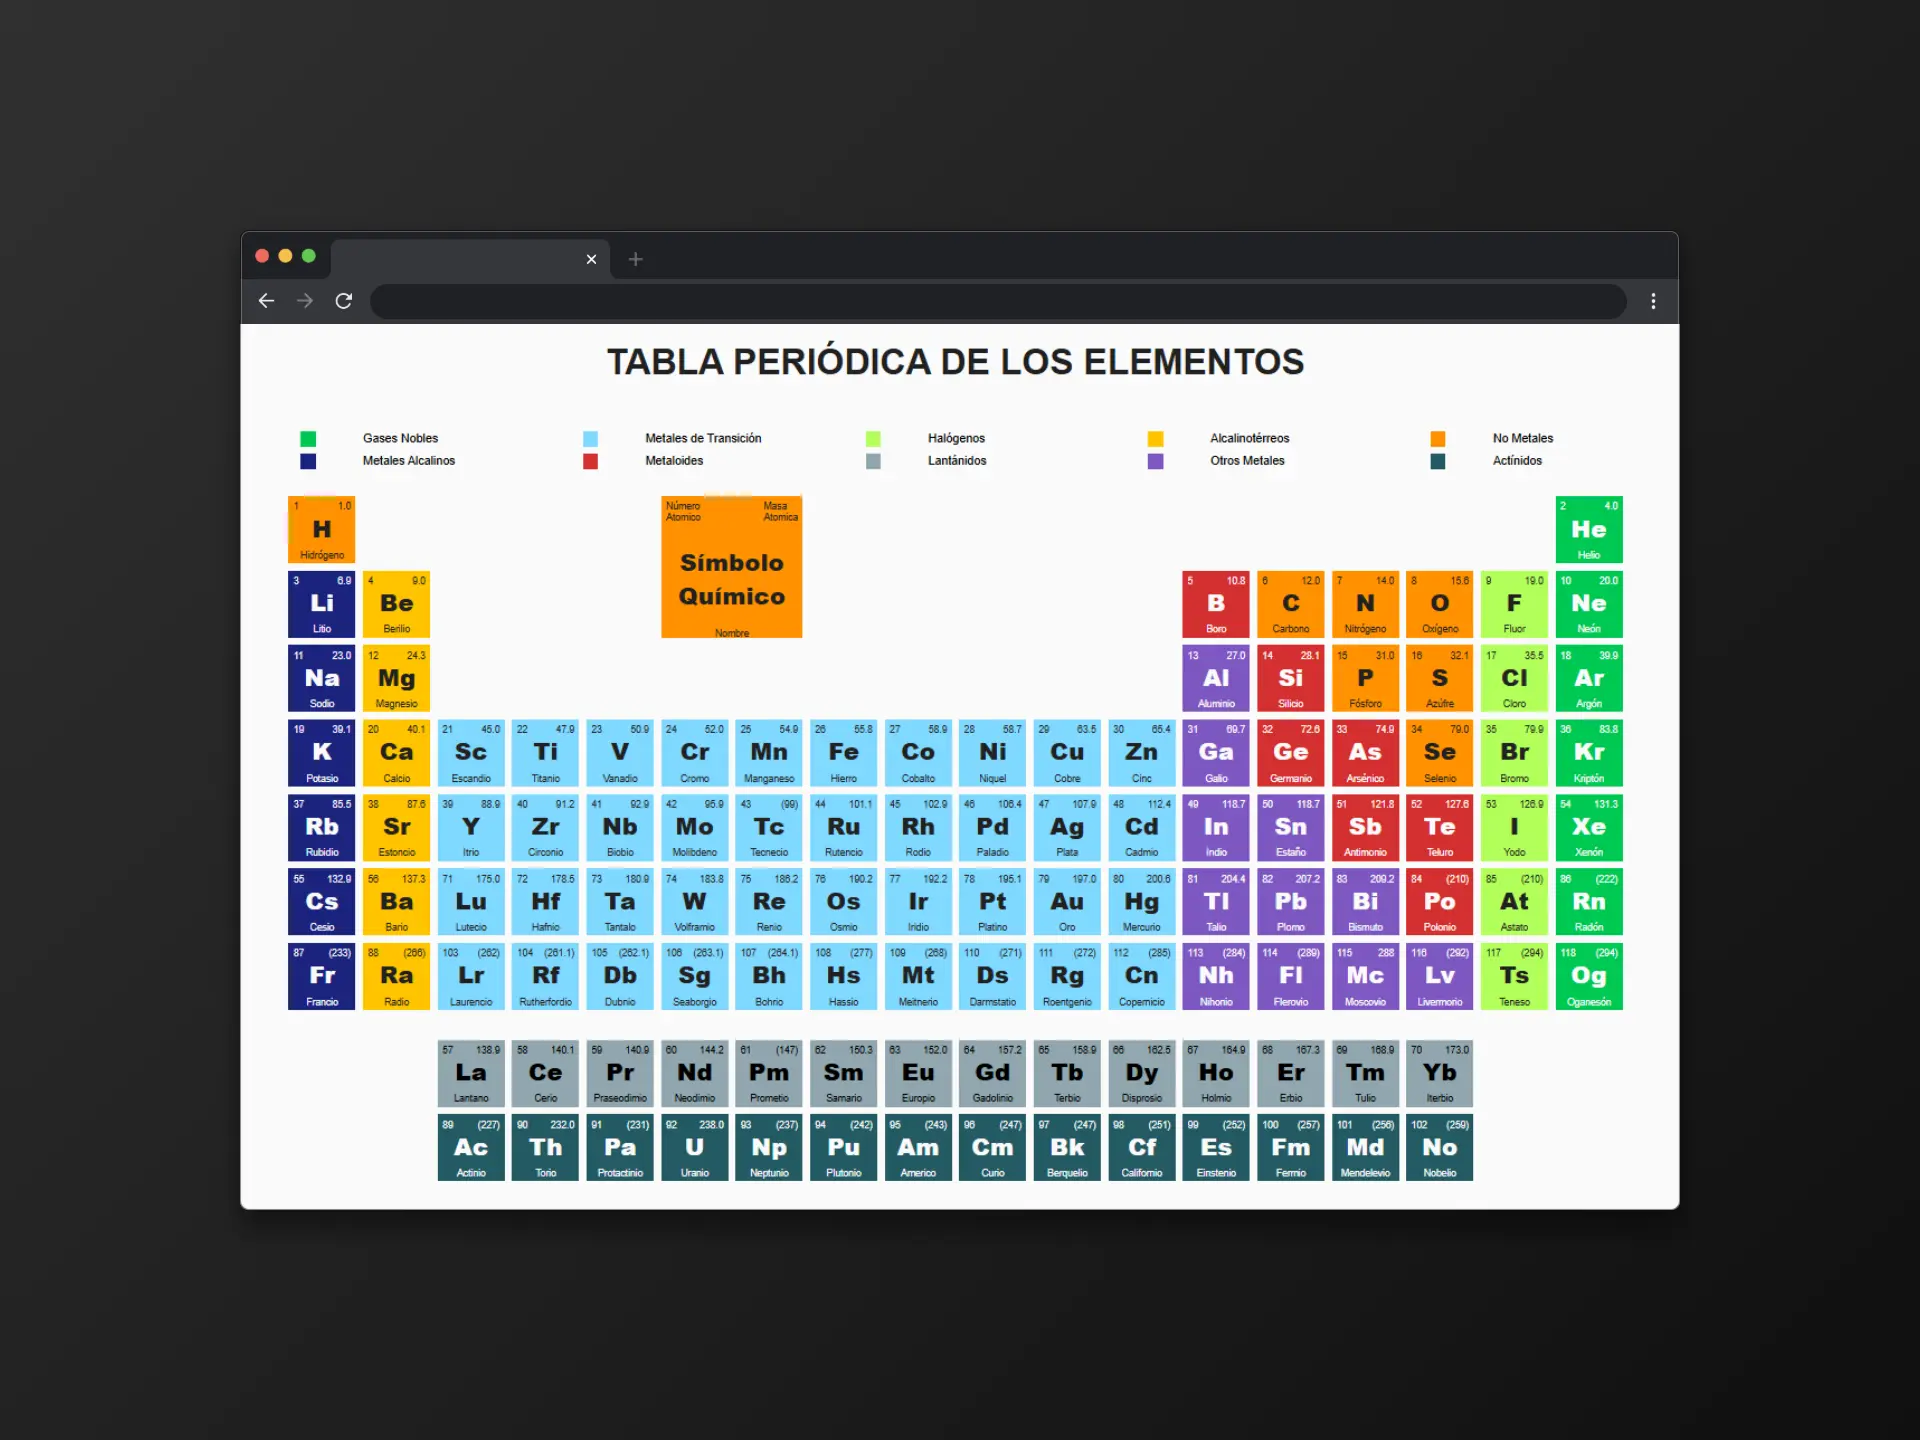 TABLA PERIÓDICA DE LOS ELEMENTOS
Gases Nobles
Metales de Transición
Halógenos
Alcalinotérreos
No Metales
Metales Alcalinos
Metaloides
Lantánidos
Otros Metales
Actínidos
Número Masa
Atomico Atomica
Símbolo
Químico
Nombre
1 1.0
H
Hidrógeno
2 4.0
He
Helio
3 6.9
Li
Litio
4 9.0
Be
Berilio
5 10.8
B
Boro
6 12.0
C
Carbono
7 14.0
N
Nitrógeno
8 15.6
O
Oxígeno
9 19.0
F
Fluor
10 20.0
Ne
Neón
11 23.0
Na
Sodio
12 24.3
Mg
Magnesio
13 27.0
Al
Aluminio
14 28.1
Si
Silicio
15 31.0
P
Fósforo
16 32.1
S
Azúfre
17 35.5
Cl
Cloro
18 39.9
Ar
Argón
19 39.1
K
Potasio
20 40.1
Ca
Calcio
21 45.0
Sc
Escandio
22 47.9
Ti
Titanio
23 50.9
V
Vanadio
24 52.0
Cr
Cromo
25 54.9
Mn
Manganeso
26 55.8
Fe
Hierro
27 58.9
Co
Cobalto
28 58.7
Ni
Niquel
29 63.5
Cu
Cobre
30 65.4
Zn
Cinc
31 69.7
Ga
Galio
32 72.6
Ge
Germanio
33 74.9
As
Arsénico
34 79.0
Se
Selenio
35 79.9
Br
Bromo
36 83.8
Kr
Kriptón
37 85.5
Rb
Rubidio
38 87.6
Sr
Estoncio
39 88.9
Y
Itrio
40 91.2
Zr
Circonio
41 92.9
Nb
Biobio
42 95.9
Mo
Molibdeno
43 (99)
Tc
Tecnecio
44 101.1
Ru
Rutencio
45 102.9
Rh
Rodio
46 106.4
Pd
Paladio
47 107.9
Ag
Plata
48 112.4
Cd
Cadmio
49 118.7
In
Indio
50 118.7
Sn
Estaño
51 121.8
Sb
Antimonio
52 127.6
Te
Teluro
53 126.9
I
Yodo
54 131.3
Xe
Xenón
55 132.9
Cs
Cesio
56 137.3
Ba
Bario
71 175.0
Lu
Lutecio
72 178.5
Hf
Hafnio
73 180.9
Ta
Tantalo
74 183.8
W
Volframio
75 186.2
Re
Renio
76 190.2
Os
Osmio
77 192.2
Ir
Iridio
78 195.1
Pt
Platino
79 197.0
Au
Oro
80 200.6
Hg
Mercurio
81 204.4
Tl
Talio
82 207.2
Pb
Plomo
83 209.2
Bi
Bismuto
84 (210)
Po
Polonio
85 (210)
At
Astato
86 (222)
Rn
Radón
87 (233)
Fr
Francio
88 (266)
Ra
Radio
103 (262)
Lr
Laurencio
104 (261.1)
Rf
Rutherfordio
105 (262.1)
Db
Dubnio
106 (263.1)
Sg
Seaborgio
107 (264.1)
Bh
Bohrio
108 (277)
Hs
Hassio
109 (268)
Mt
Meitnerio
110 (271)
Ds
Darmstatio
111 (272)
Rg
Roentgenio
112 (285)
Cn
Copernicio
113 (284)
Nh
Nihonio
114 (289)
Fl
Flerovio
115 288
Mc
Moscovio
116 (292)
Lv
Livermorio
117 (294)
Ts
Teneso
118 (294)
Og
Oganesón
57 138.9
La
Lantano
58 140.1
Ce
Cerio
59 140.9
Pr
Praseodimio
60 144.2
Nd
Neodimio
61 (147)
Pm
Prometio
62 150.3
Sm
Samario
63 152.0
Eu
Europio
64 157.2
Gd
Gadolinio
65 158.9
Tb
Terbio
66 162.5
Dy
Disprosio
67 164.9
Ho
Holmio
68 167.3
Er
Erbio
69 168.9
Tm
Tulio
70 173.0
Yb
Iterbio
89 (227)
Ac
Actinio
90 232.0
Th
Torio
91 (231)
Pa
Protactinio
92 238.0
U
Uranio
93 (237)
Np
Neptunio
94 (242)
Pu
Plutonio
95 (243)
Am
Americo
96 (247)
Cm
Curio
97 (247)
Bk
Berquelio
98 (251)
Cf
Californio
99 (252)
Es
Einstenio
100 (257)
Fm
Fermio
101 (256)
Md
Mendelevio
102 (259)
No
Nobelio